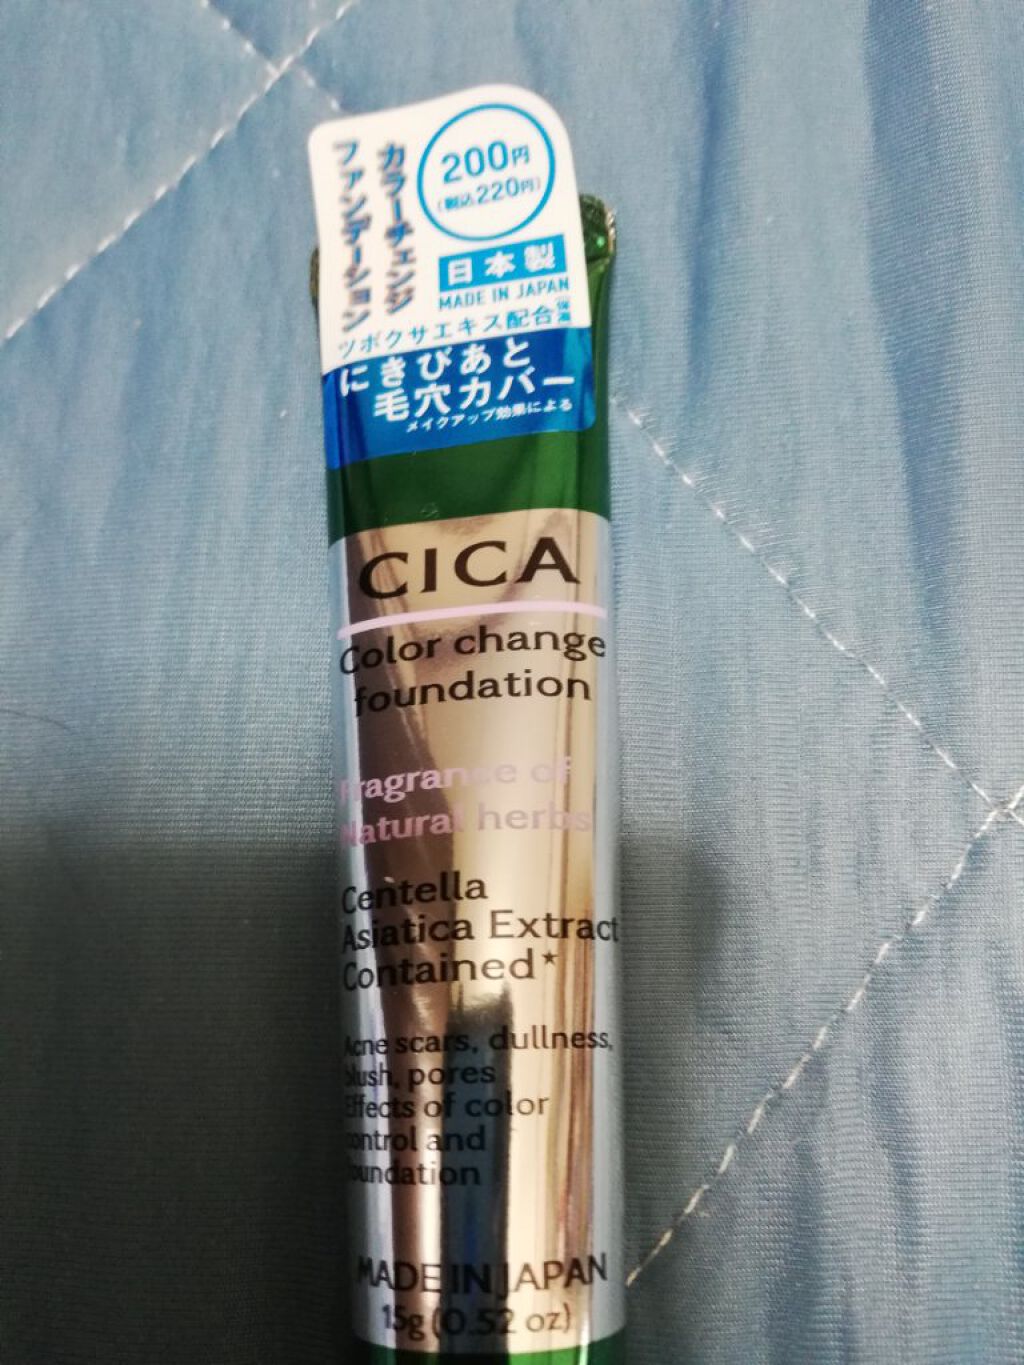 カラーチェンジ
ファンデーション
200円
(税込220円)
日本製
MADE IN JAPAN
ツボクサエキス配合 保湿
にきびあと
毛穴カバー
メイクアップ効果による
CICA
Color change
foundation
Fragrance of
Natural herbs
Centella
Asiatica Extract
Contained★
Acne scars, dullness,
blush, pores
Effects of color
control and
foundation
MADE IN JAPAN
15g (0.52 oz)